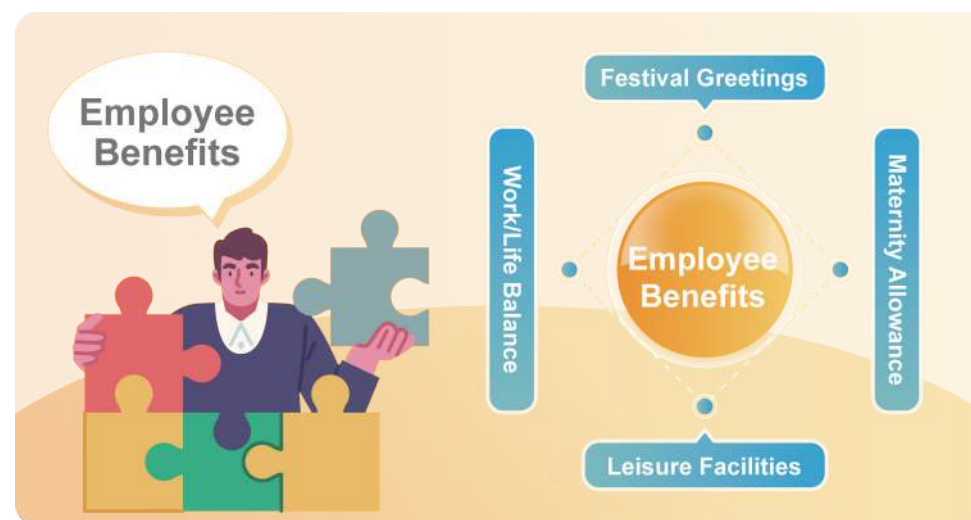 Employee
Benefits
Festival Greetings
Work/Life Balance
Employee
Benefits
Maternity Allowance
Leisure Facilities